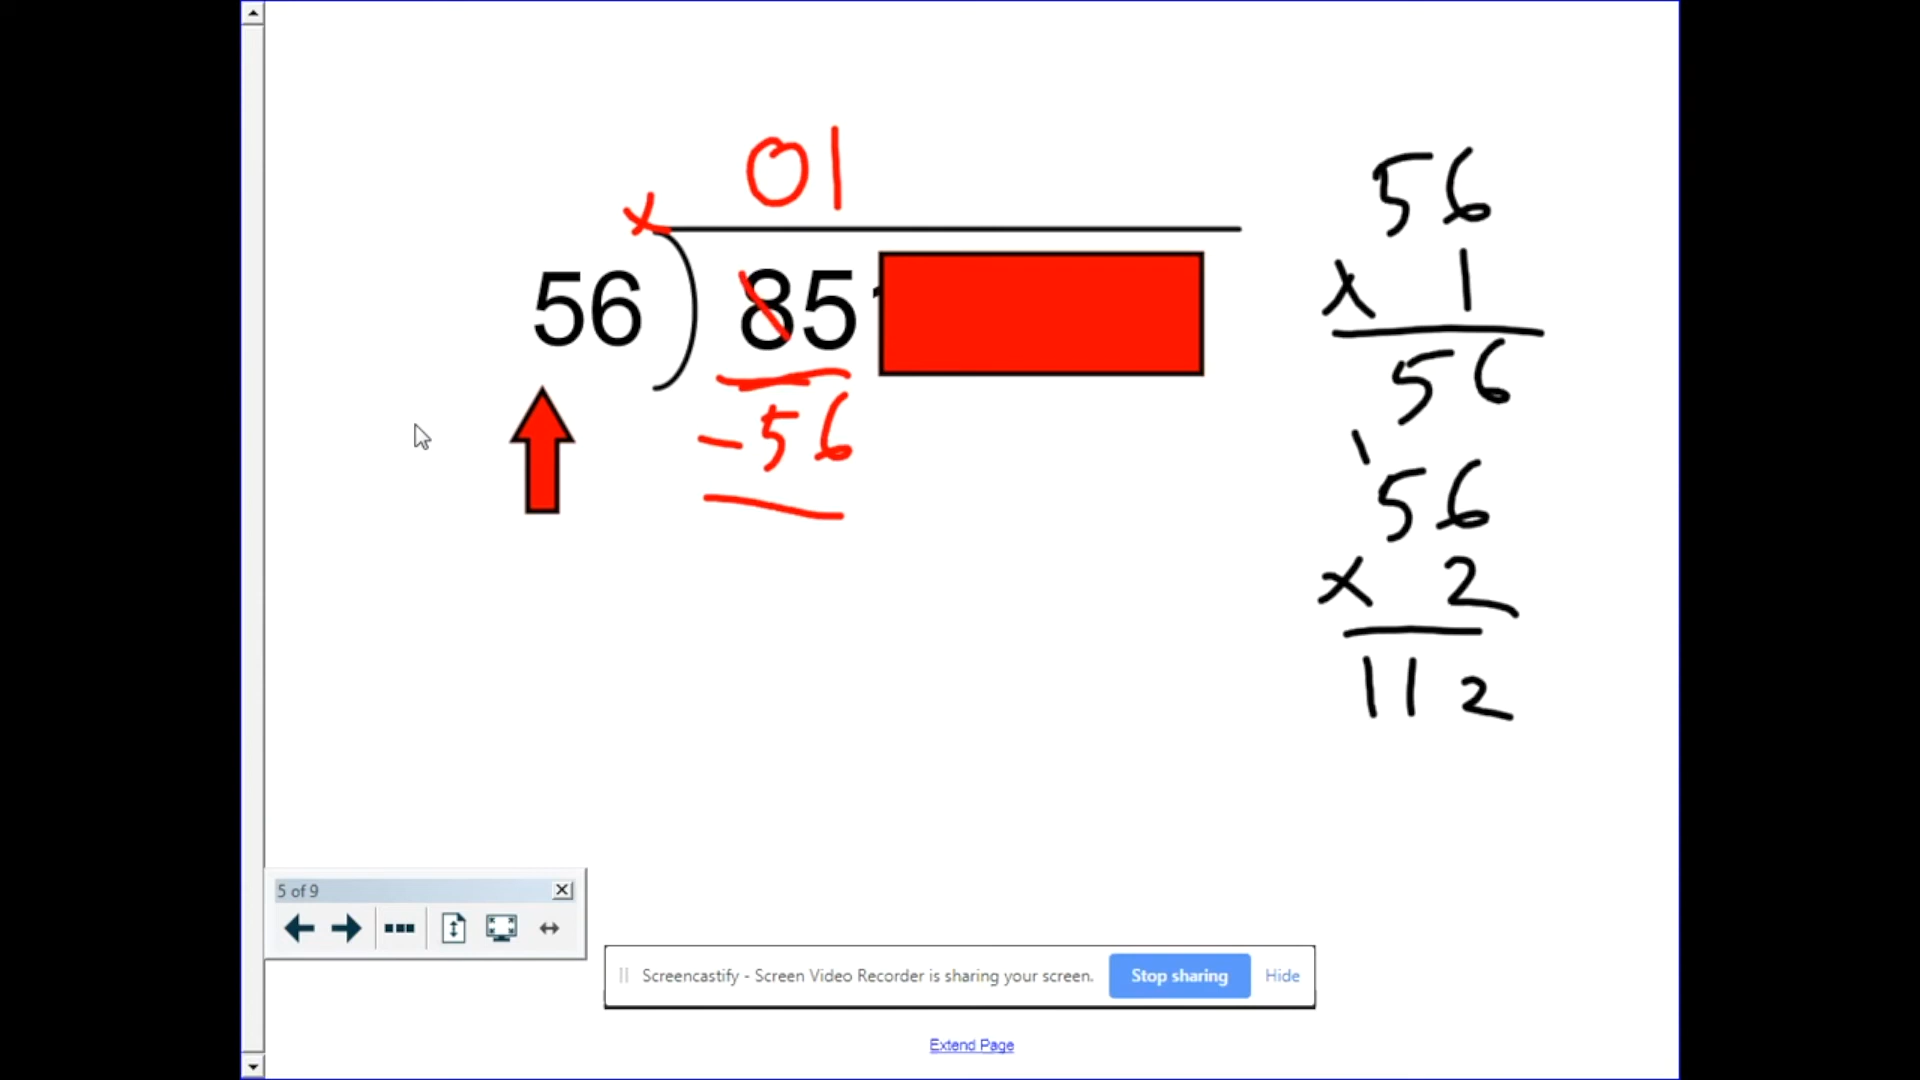 01
x
56 ) 85
-56
56
x 1
56
1
56
x 2
112
5 of 9
Screencastify - Screen Video Recorder is sharing your screen.
Stop sharing
Hide
Extend Page